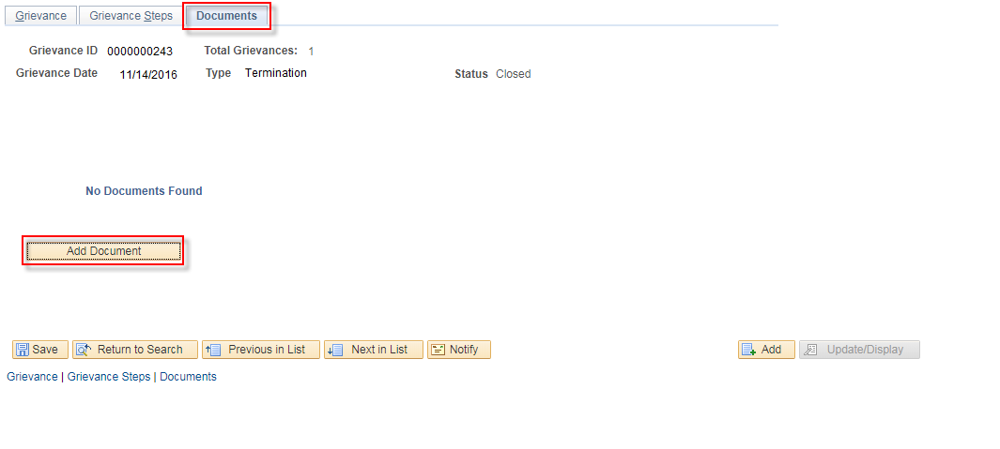 Grievance Grievance Steps Documents
Grievance ID 0000000243 Total Grievances: 1
Grievance Date 11/14/2016 Type Termination Status Closed
No Documents Found
Add Document
Save Return to Search Previous in List Next in List Notify Add Update/Display
Grievance | Grievance Steps | Documents